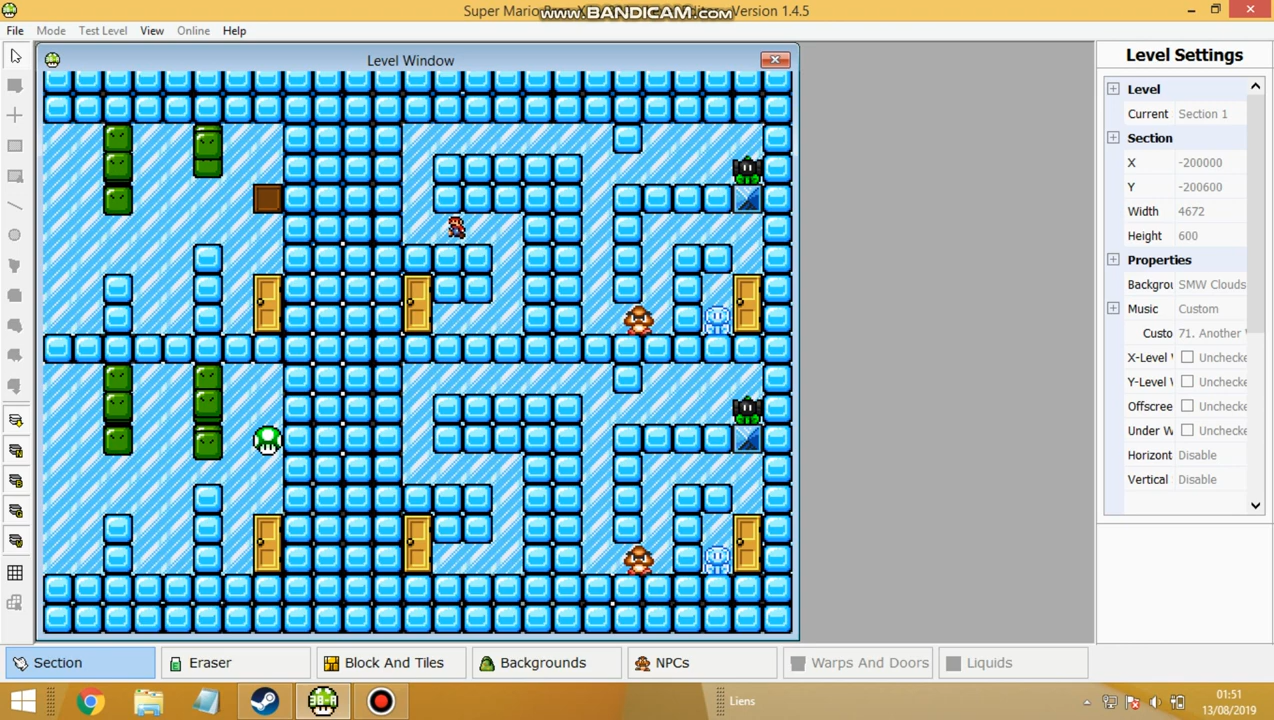 Super Mario Bros. X
www.BANDICAM.com
- Version 1.4.5
File Mode Test Level View Online Help
Level Window
Level Settings
Level
Current Section 1
Section
X -200000
Y -200600
Width 4672
Height 600
Properties
Backgrou SMW Clouds
Music Custom
Custo 71. Another
X-Level Unchecke
Y-Level Unchecke
Offscree Unchecke
Under W Unchecke
Horizont Disable
Vertical Disable
Section
Eraser
Block And Tiles
Backgrounds
NPCs
Warps And Doors
Liquids
38-A
Liens
01:51
13/08/2019